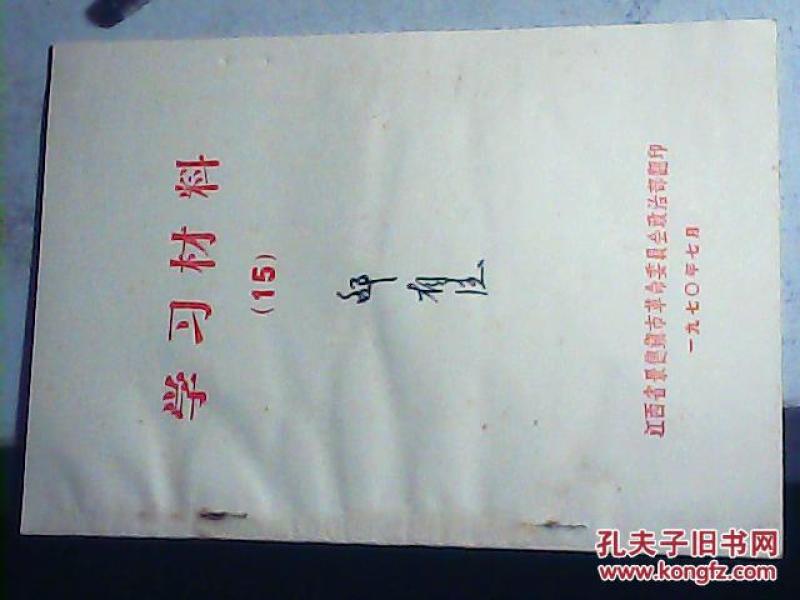 学习材料
(15)
江西省景德镇市革命委员会政治部翻印
一九七〇年七月
孔夫子旧书网
www.kongfz.com